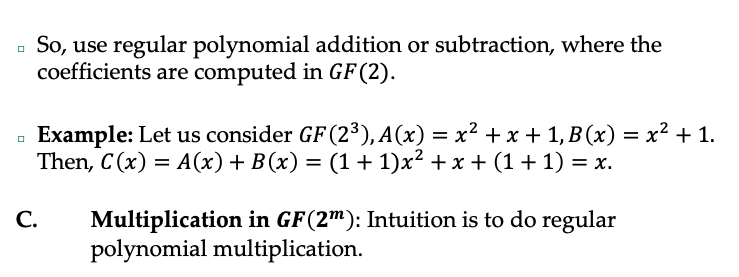 So, use regular polynomial addition or subtraction, where the
coefficients are computed in GF(2).
Example: Let us consider GF(2³), A(x) = x² + x + 1, B(x) = x² + 1.
Then, C(x) = A(x) + B(x) = (1 + 1)x² + x + (1 + 1) = x.
C. Multiplication in GF(2ᵐ): Intuition is to do regular
polynomial multiplication.